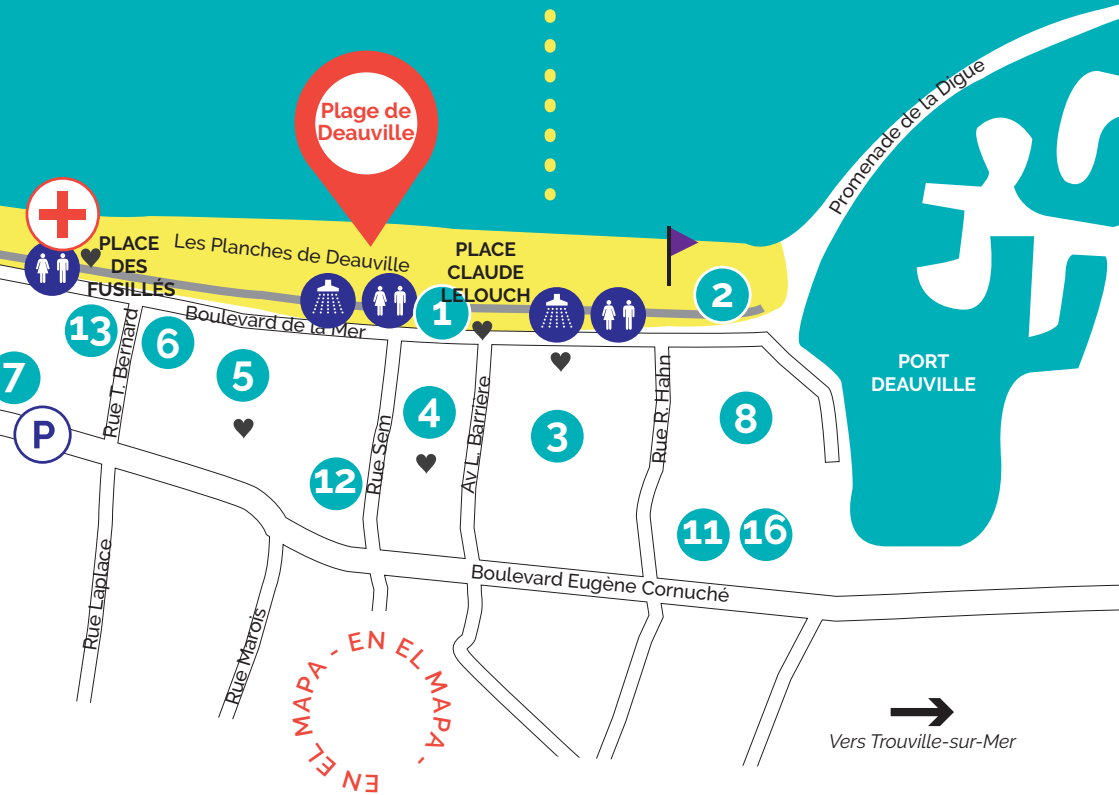 Promenade de la Digue
Plage de
Deauville
PLACE
DES
FUSILLÉS
Les Planches de Deauville
PLACE
CLAUDE
LELOUCH
1
2
Boulevard de la Mer
13
6
5
7
Rue T. Bernard
P
4
3
8
12
11
16
Rue Sem
Av L. Barrière
Rue R. Hahn
PORT
DEAUVILLE
Boulevard Eugène Cornuché
Rue Laplace
Rue Marois
EN EL MAPA - EN EL MAPA -
EN EL MAPA -
Vers Trouville-sur-Mer